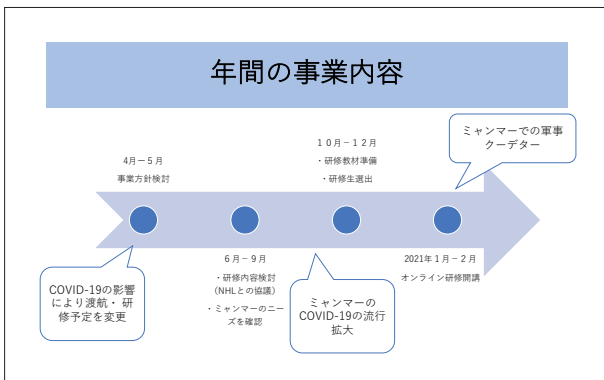 年間の事業内容
ミャンマーでの軍事
クーデター
１０月－１２月
・研修教材準備
・研修生選出
4月－５月
事業方針検討
６月－９月
・研修内容検討
（NHLとの協議）
・ミャンマーのニー
ズを確認
2021年１月－２月
オンライン研修開講
COVID-19の影響
により渡航・ 研
修予定を変更
ミャンマーの
COVID-19の流行
拡大